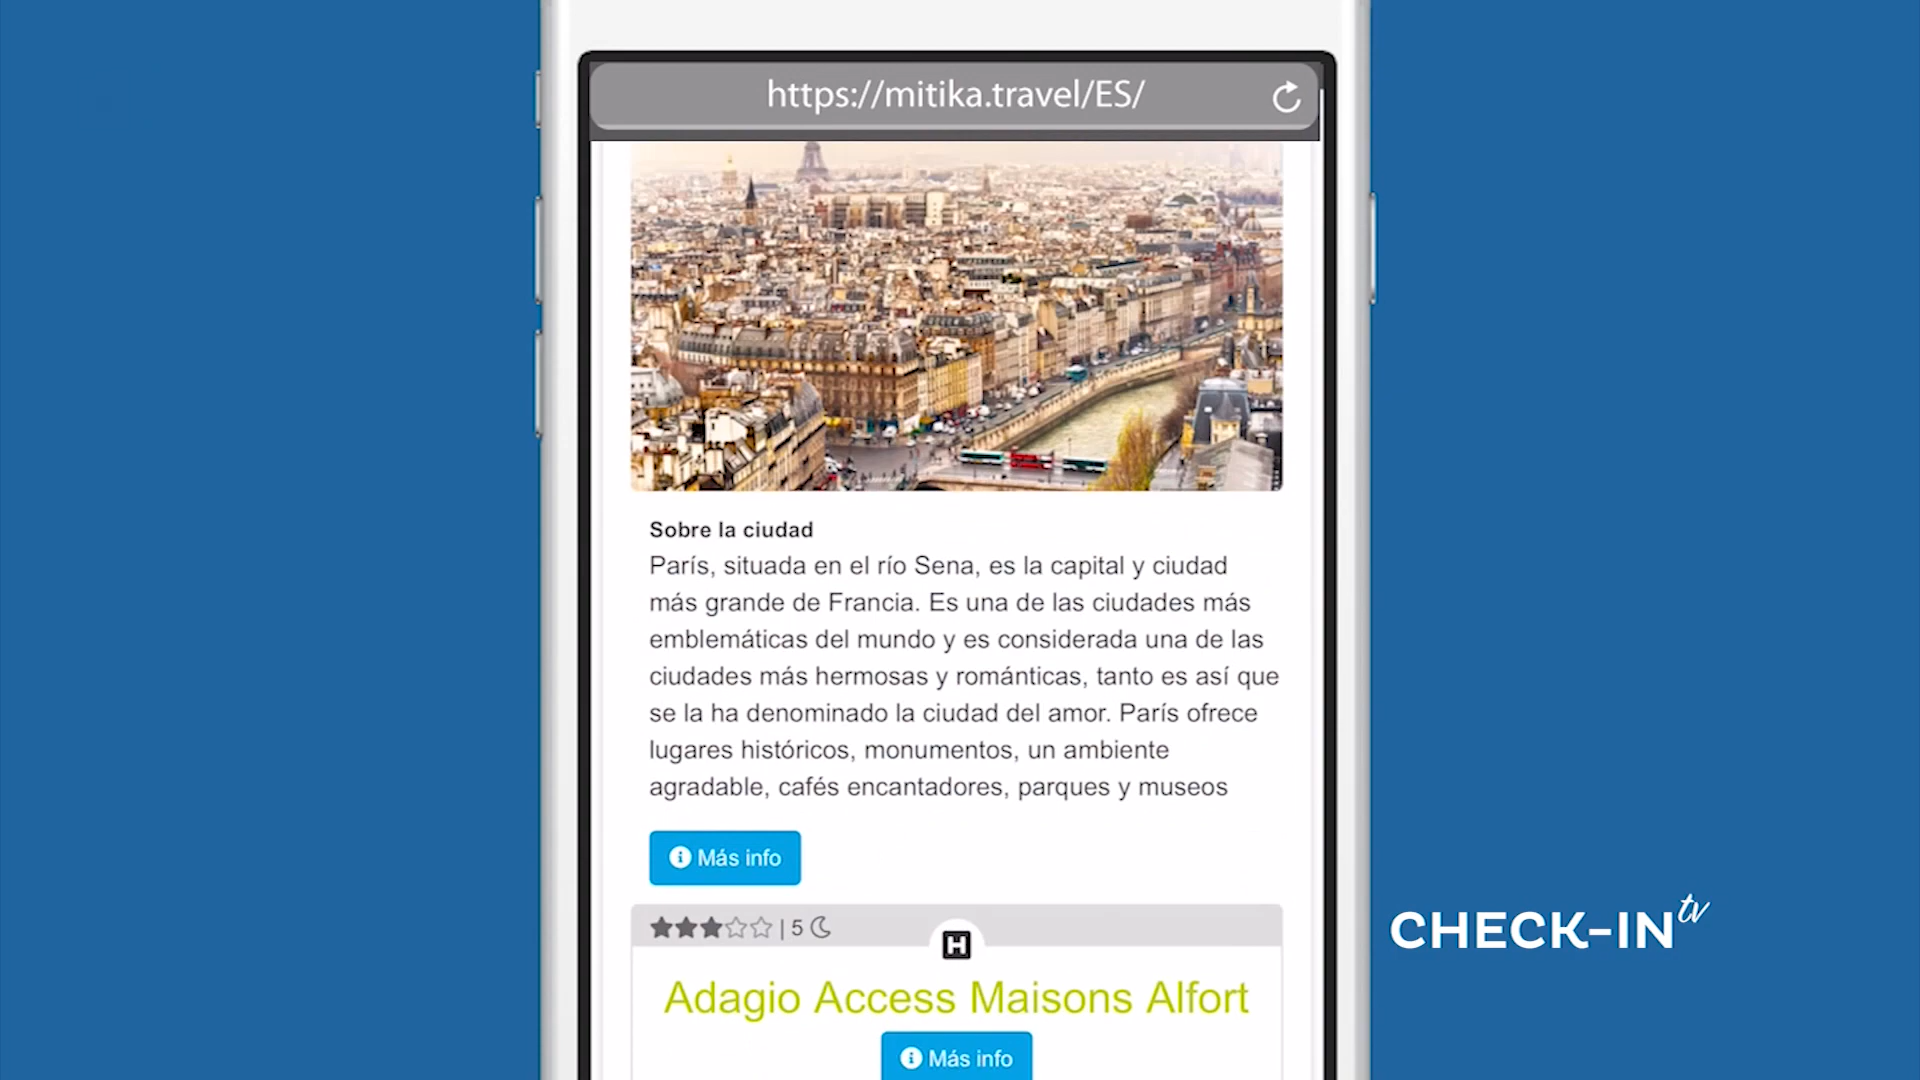 https://mitika.travel/ES/
Sobre la ciudad
París, situada en el río Sena, es la capital y ciudad
más grande de Francia. Es una de las ciudades más
emblemáticas del mundo y es considerada una de las
ciudades más hermosas y románticas, tanto es así que
se la ha denominado la ciudad del amor. París ofrece
lugares históricos, monumentos, un ambiente
agradable, cafés encantadores, parques y museos
Más info
| 5
H
Adagio Access Maisons Alfort
Más info
CHECK-IN tv